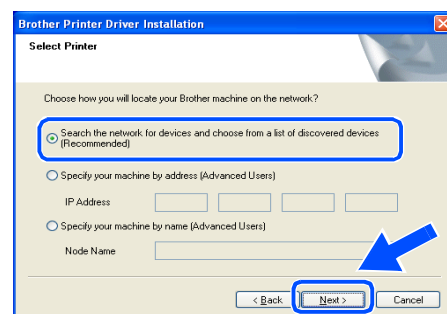 Brother Printer Driver Installation
Select Printer
Choose how you will locate your Brother machine on the network?
Search the network for devices and choose from a list of discovered devices
(Recommended)
Specify your machine by address (Advanced Users)
IP Address
Specify your machine by name (Advanced Users)
Node Name
< Back
Next >
Cancel